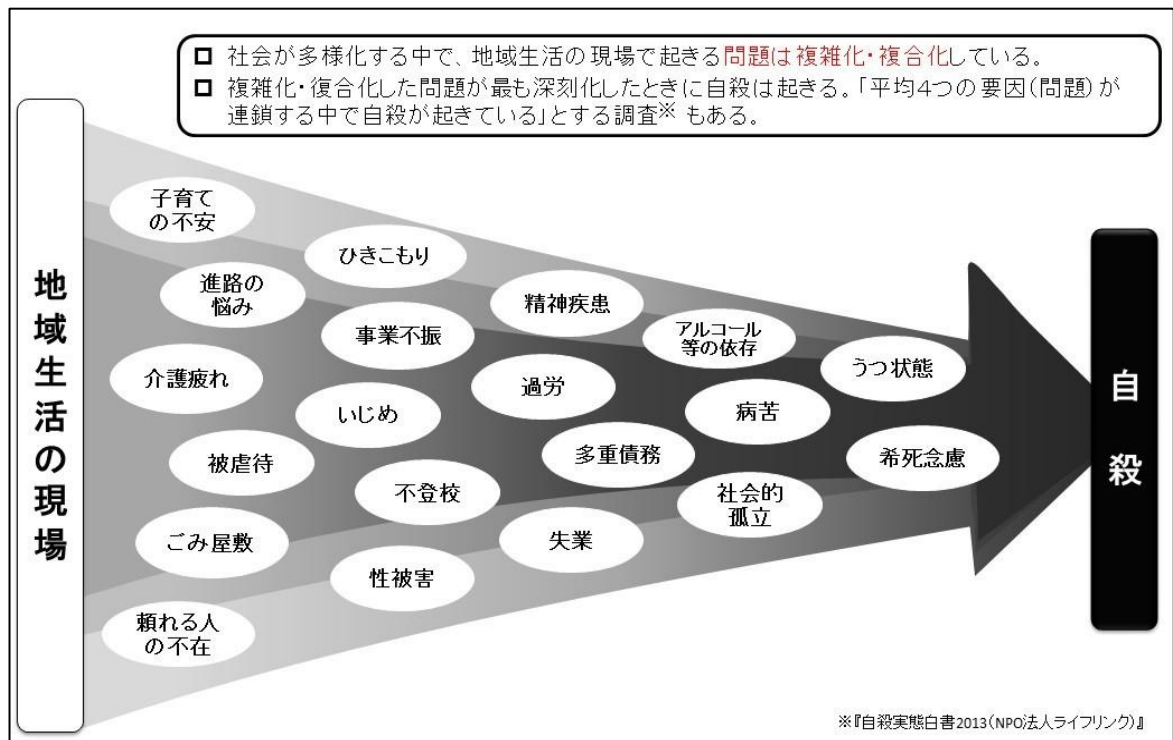 □ 社会が多様化する中で、地域生活の現場で起きる問題は複雑化・複合化している。
□ 複雑化・復合化した問題が最も深刻化したときに自殺は起きる。「平均4つの要因(問題)が
連鎖する中で自殺が起きている」とする調査※ もある。
地域生活の現場
子育て
の不安
ひきこもり
進路の
悩み
精神疾患
事業不振
アルコール
等の依存
介護疲れ
過労
うつ状態
いじめ
病苦
被虐待
多重債務
希死念慮
不登校
社会的
孤立
ごみ屋敷
失業
性被害
頼れる人
の不在
自殺
※『自殺実態白書2013(NPO法人ライフリンク)』